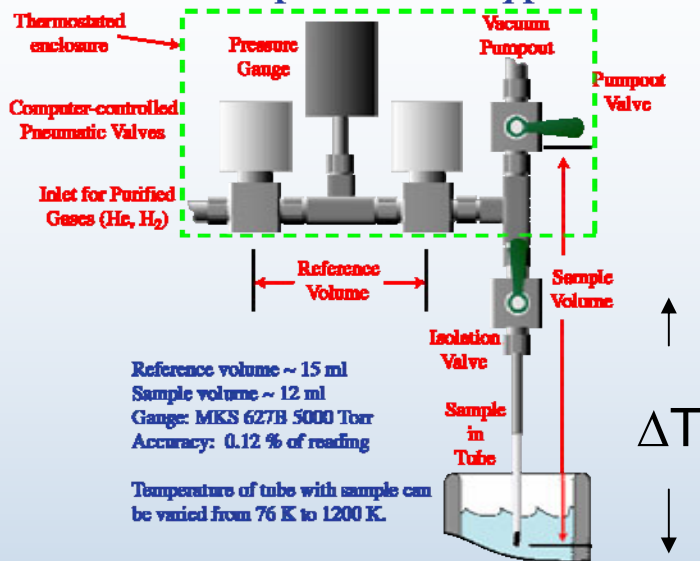 Thermostated
enclosure
Pressure
Gauge
Vacuum
Pumpout
Pumpout
Valve
Computer-controlled
Pneumatic Valves
Inlet for Purified
Gases (He, H₂)
Reference
Volume
Sample
Volume
Isolation
Valve
Reference volume ~ 15 ml
Sample volume ~ 12 ml
Gauge: MKS 627B 5000 Torr
Accuracy: 0.12 % of reading
Sample
in
Tube
ΔT
Temperature of tube with sample can
be varied from 76 K to 1200 K.